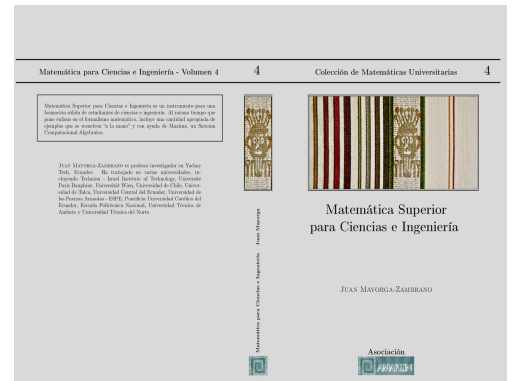 Matemática para Ciencias e Ingeniería - Volumen 4
4
Colección de Matemáticas Universitarias
4
Matemática Superior para Ciencias e Ingeniería es un instrumento para una
formación sólida de estudiantes de ciencias e ingeniería. Al mismo tiempo que
pone énfasis en el formalismo matemático, incluye una cantidad apropiada de
ejemplos que se resuelven "a la mano" y con ayuda de Maxima, un Sistema
Computacional Algebraico.
Juan Mayorga-Zambrano es profesor investigador en Yachay
Tech, Ecuador. Ha trabajado en varias universidades, in-
cluyendo Technion - Israel Institute of Technology, Université
Paris Dauphine, Universität Wien, Universidad de Chile, Univer-
sidad de Talca, Universidad Central del Ecuador, Universidad de
las Fuerzas Armadas - ESPE, Pontificia Universidad Católica del
Ecuador, Escuela Politécnica Nacional, Universidad Técnica de
Ambato y Universidad Técnica del Norte.
Matemática para Ciencias e Ingeniería Juan Mayorga
Matemática Superior
para Ciencias e Ingeniería
Juan Mayorga-Zambrano
Asociación
AMARUN